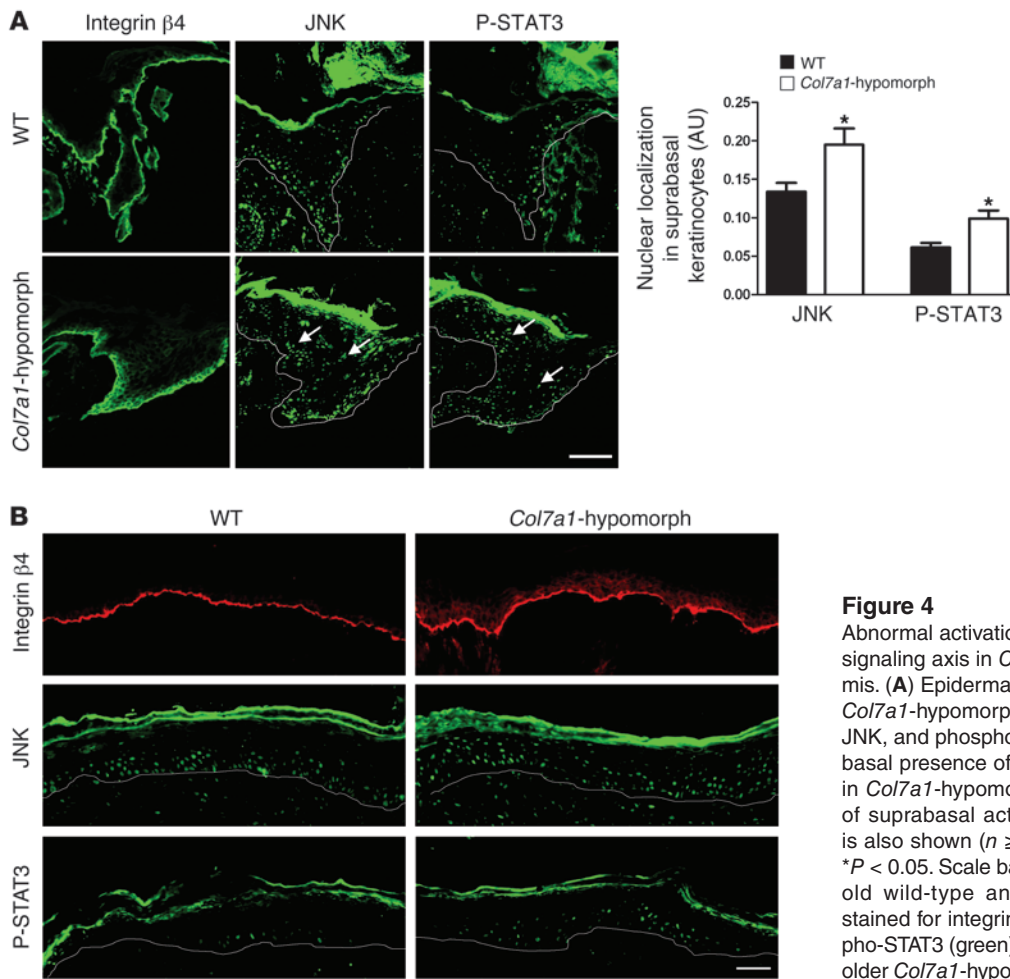 A
Integrin β4
JNK
P-STAT3
WT
Col7a1-hypomorph
WT
Col7a1-hypomorph
Nuclear localization
in suprabasal
keratinocytes (AU)
0.25
0.20
0.15
0.10
0.05
0.00
*
*
JNK
P-STAT3
B
WT
Col7a1-hypomorph
Integrin β4
JNK
P-STAT3
Figure 4
Abnormal activatio
signaling axis in C
mis. (A) Epiderma
Col7a1-hypomorp
JNK, and phospho
basal presence of
in Col7a1-hypomo
of suprabasal act
is also shown (n ≥
*P < 0.05. Scale ba
old wild-type an
stained for integrin
pho-STAT3 (green)
older Col7a1-hypo